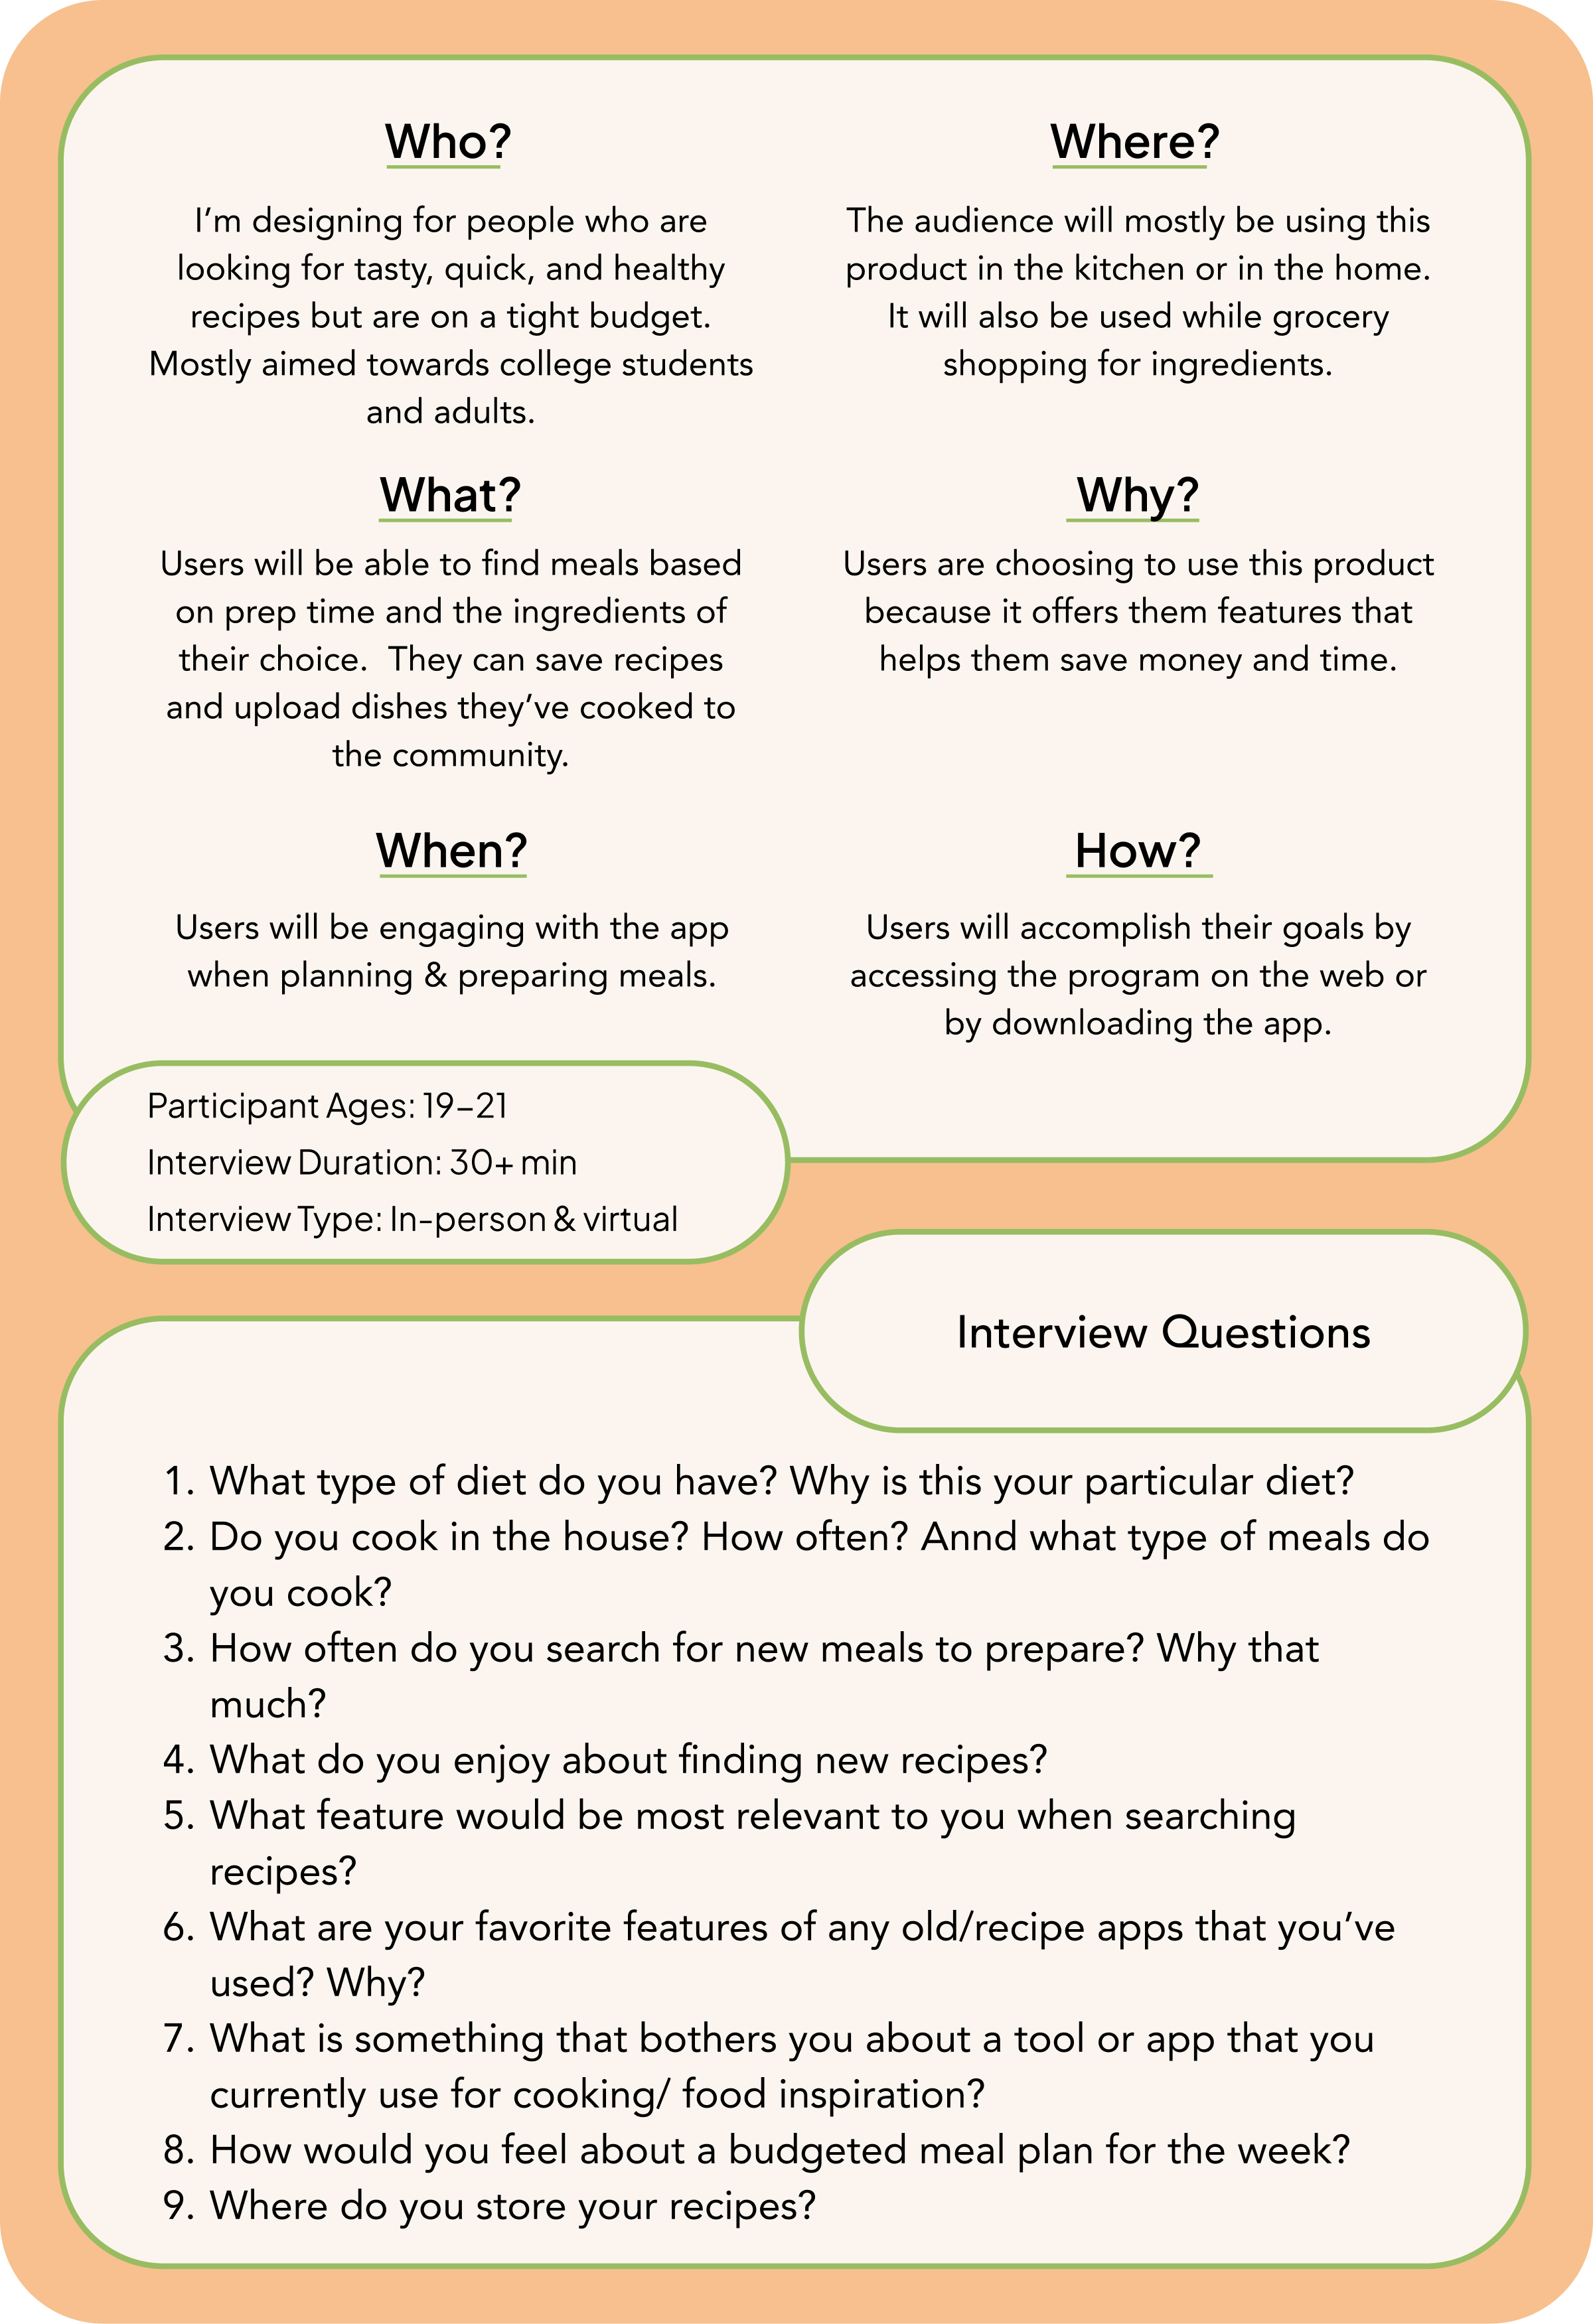 Who?
I’m designing for people who are
looking for tasty, quick, and healthy
recipes but are on a tight budget.
Mostly aimed towards college students
and adults.
Where?
The audience will mostly be using this
product in the kitchen or in the home.
It will also be used while grocery
shopping for ingredients.
What?
Users will be able to find meals based
on prep time and the ingredients of
their choice.  They can save recipes
and upload dishes they’ve cooked to
the community.
Why?
Users are choosing to use this product
because it offers them features that
helps them save money and time.
When?
Users will be engaging with the app
when planning & preparing meals.
How?
Users will accomplish their goals by
accessing the program on the web or
by downloading the app.
Participant Ages: 19-21
Interview Duration: 30+ min
Interview Type: In-person & virtual
Interview Questions
1. What type of diet do you have? Why is this your particular diet?
2. Do you cook in the house? How often? Annd what type of meals do
you cook?
3. How often do you search for new meals to prepare? Why that
much?
4. What do you enjoy about finding new recipes?
5. What feature would be most relevant to you when searching
recipes?
6. What are your favorite features of any old/recipe apps that you’ve
used? Why?
7. What is something that bothers you about a tool or app that you
currently use for cooking/ food inspiration?
8. How would you feel about a budgeted meal plan for the week?
9. Where do you store your recipes?